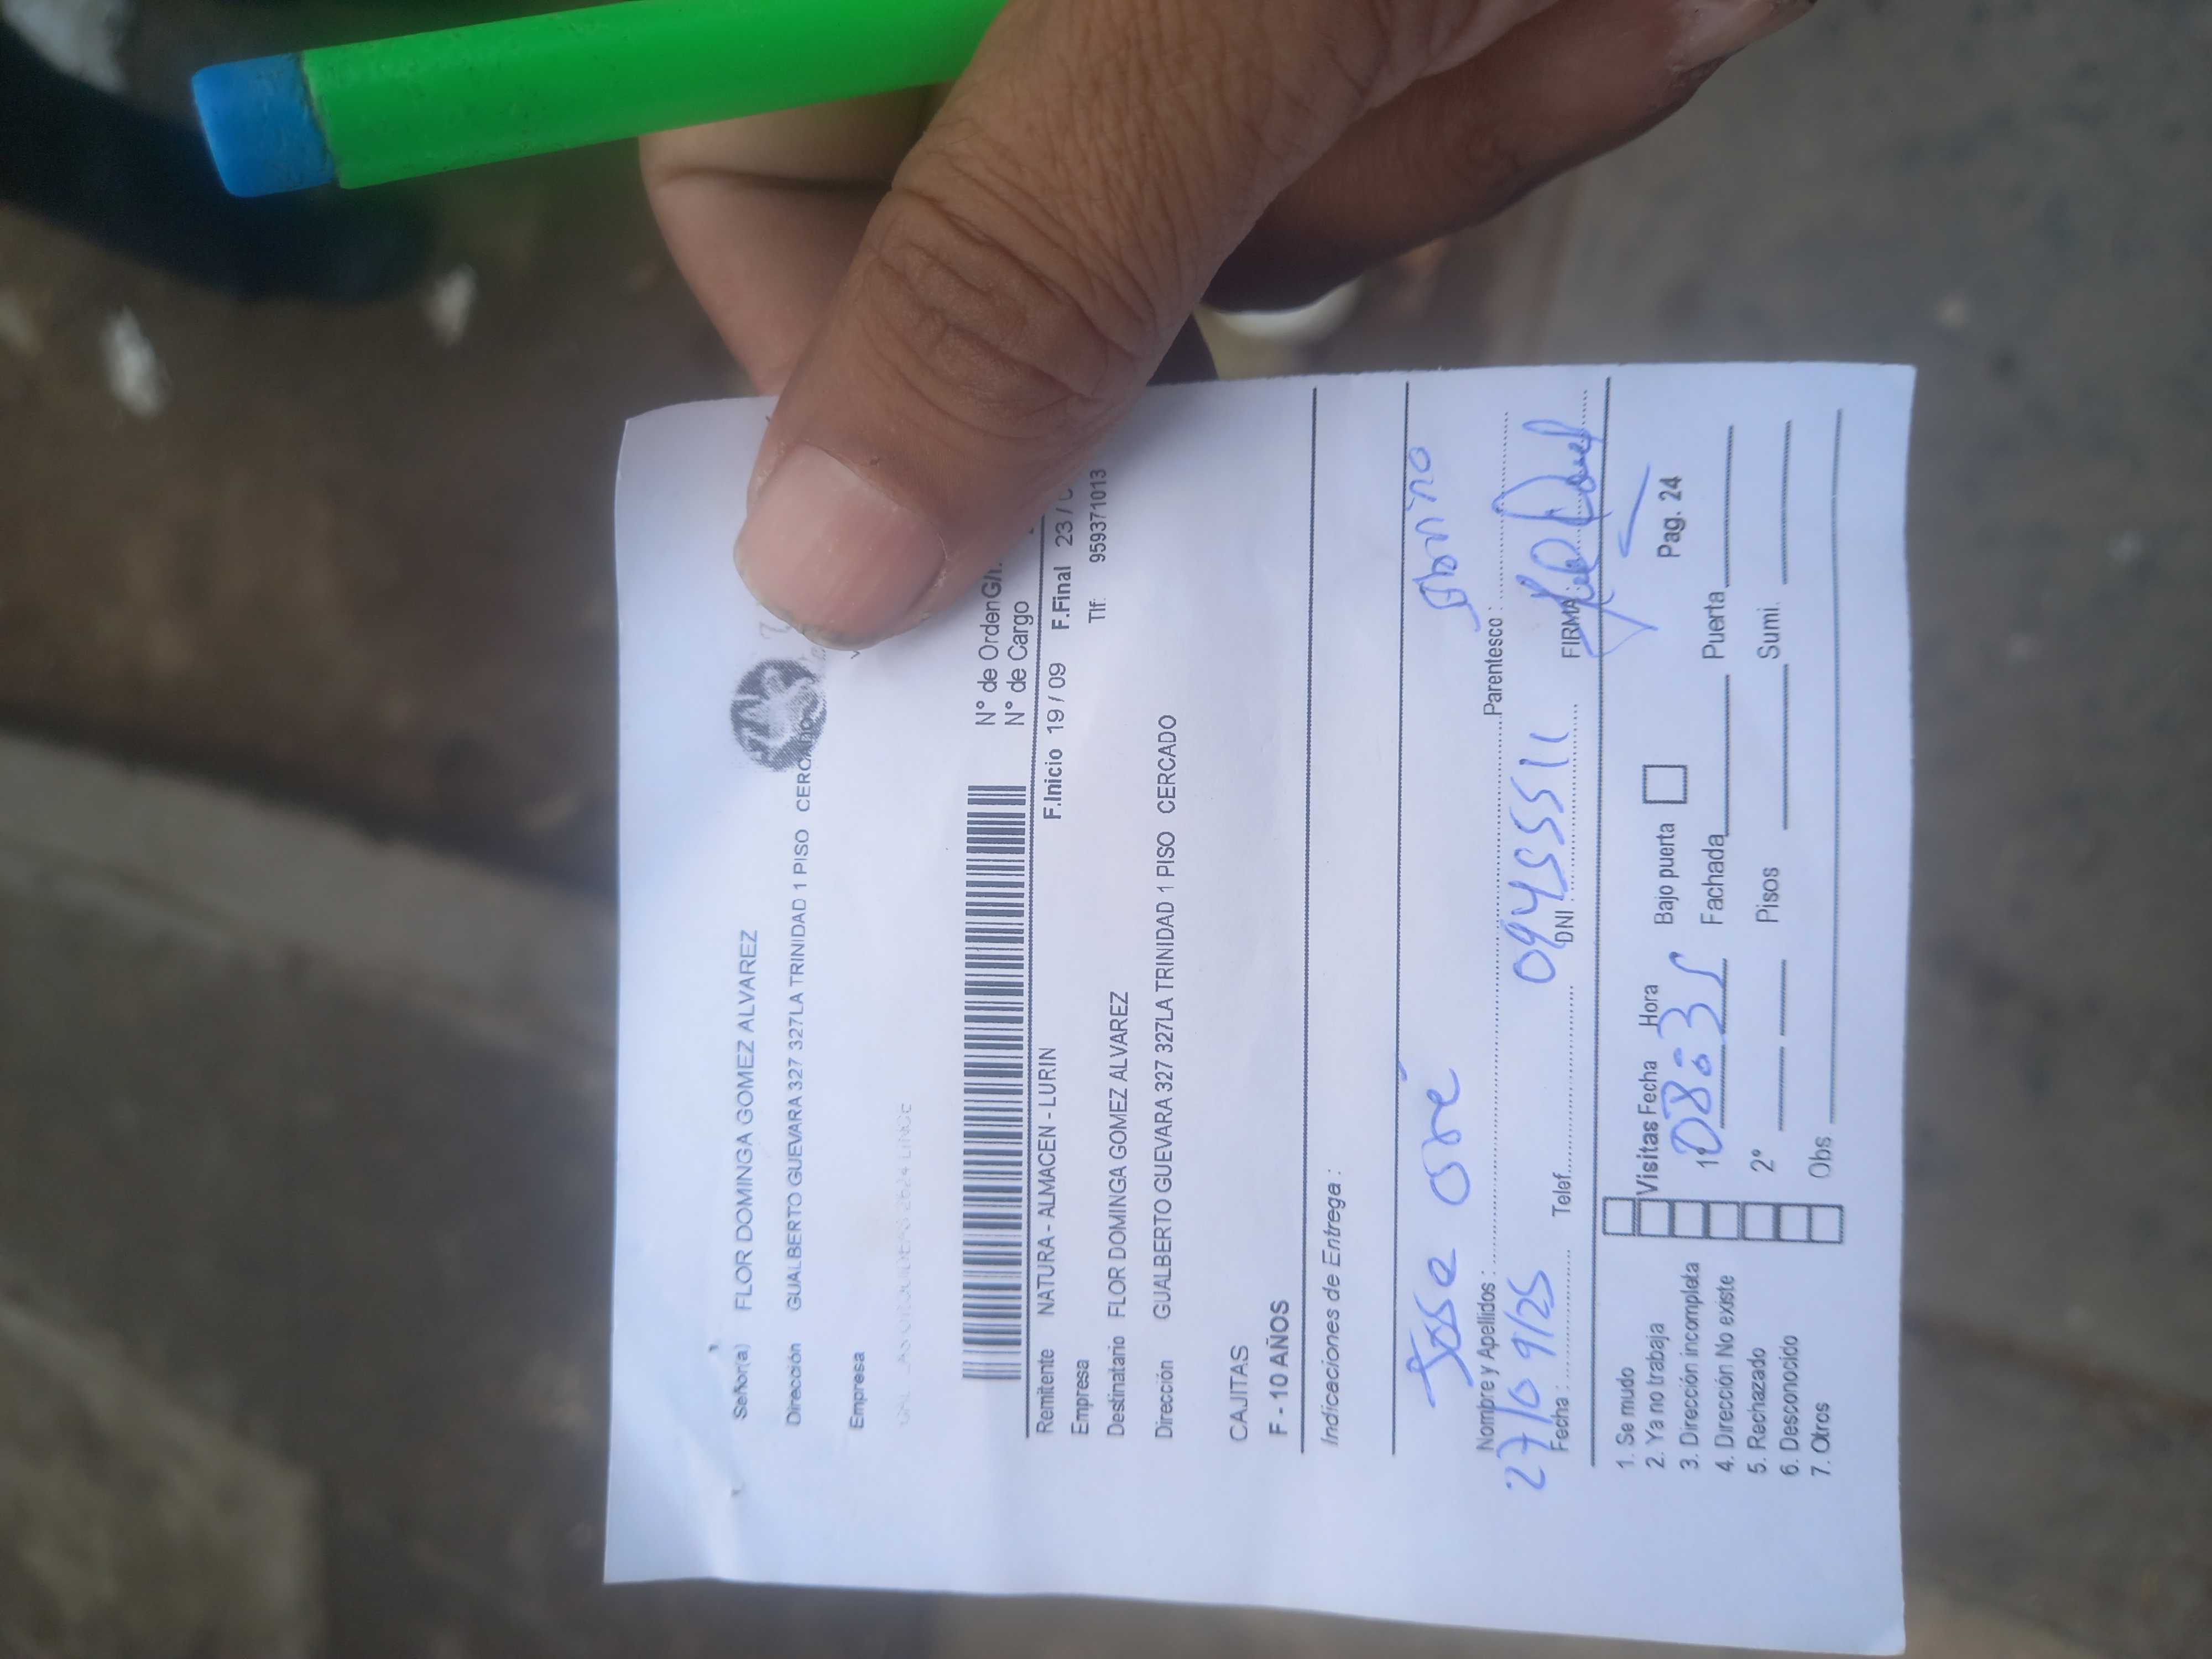 Señor(a) FLOR DOMINGA GOMEZ ALVAREZ
Dirección GUALBERTO GUEVARA 327 327LA TRINIDAD 1 PISO CERCADO
Empresa
N° de Orden G/I.
N° de Cargo
Remitente NATURA - ALMACEN - LURIN F.Inicio 19 / 09 F.Final 23 /
Empresa Tlf: 959371013
Destinatario FLOR DOMINGA GOMEZ ALVAREZ
Dirección GUALBERTO GUEVARA 327 327LA TRINIDAD 1 PISO CERCADO
CAJITAS
F - 10 AÑOS
Indicaciones de Entrega :
Jose oré
Nombre y Apellidos : Parentesco :
27/09/25 09455511
Fecha : Telef. DNI : FIRMA :
1. Se mudo Visitas Fecha Hora Bajo puerta Pag. 24
2. Ya no trabaja
3. Dirección incompleta 1º 08:35 Fachada Puerta
4. Dirección No existe
5. Rechazado 2º Pisos Sumi.
6. Desconocido
7. Otros Obs